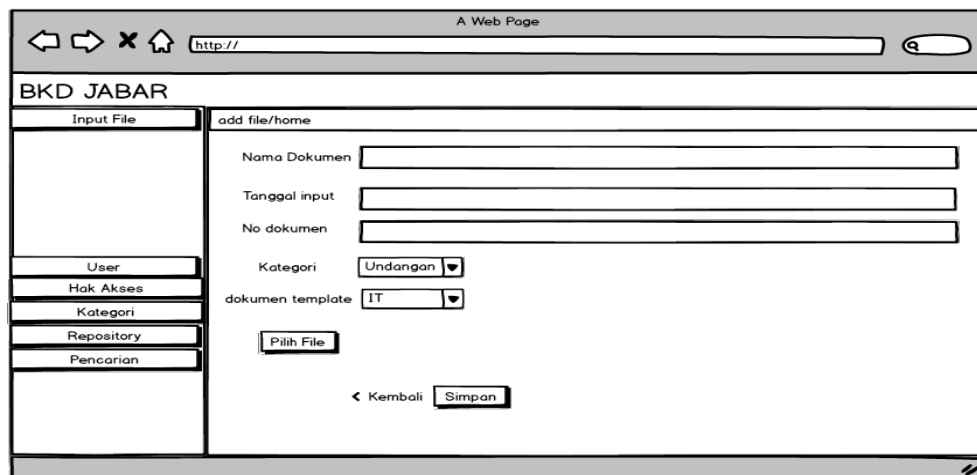 A Web Page
http://
BKD JABAR
Input File
User
Hak Akses
Kategori
Repository
Pencarian
add file/home
Nama Dokumen
Tanggal input
No dokumen
Kategori Undangan
dokumen template IT
Pilih File
< Kembali Simpan